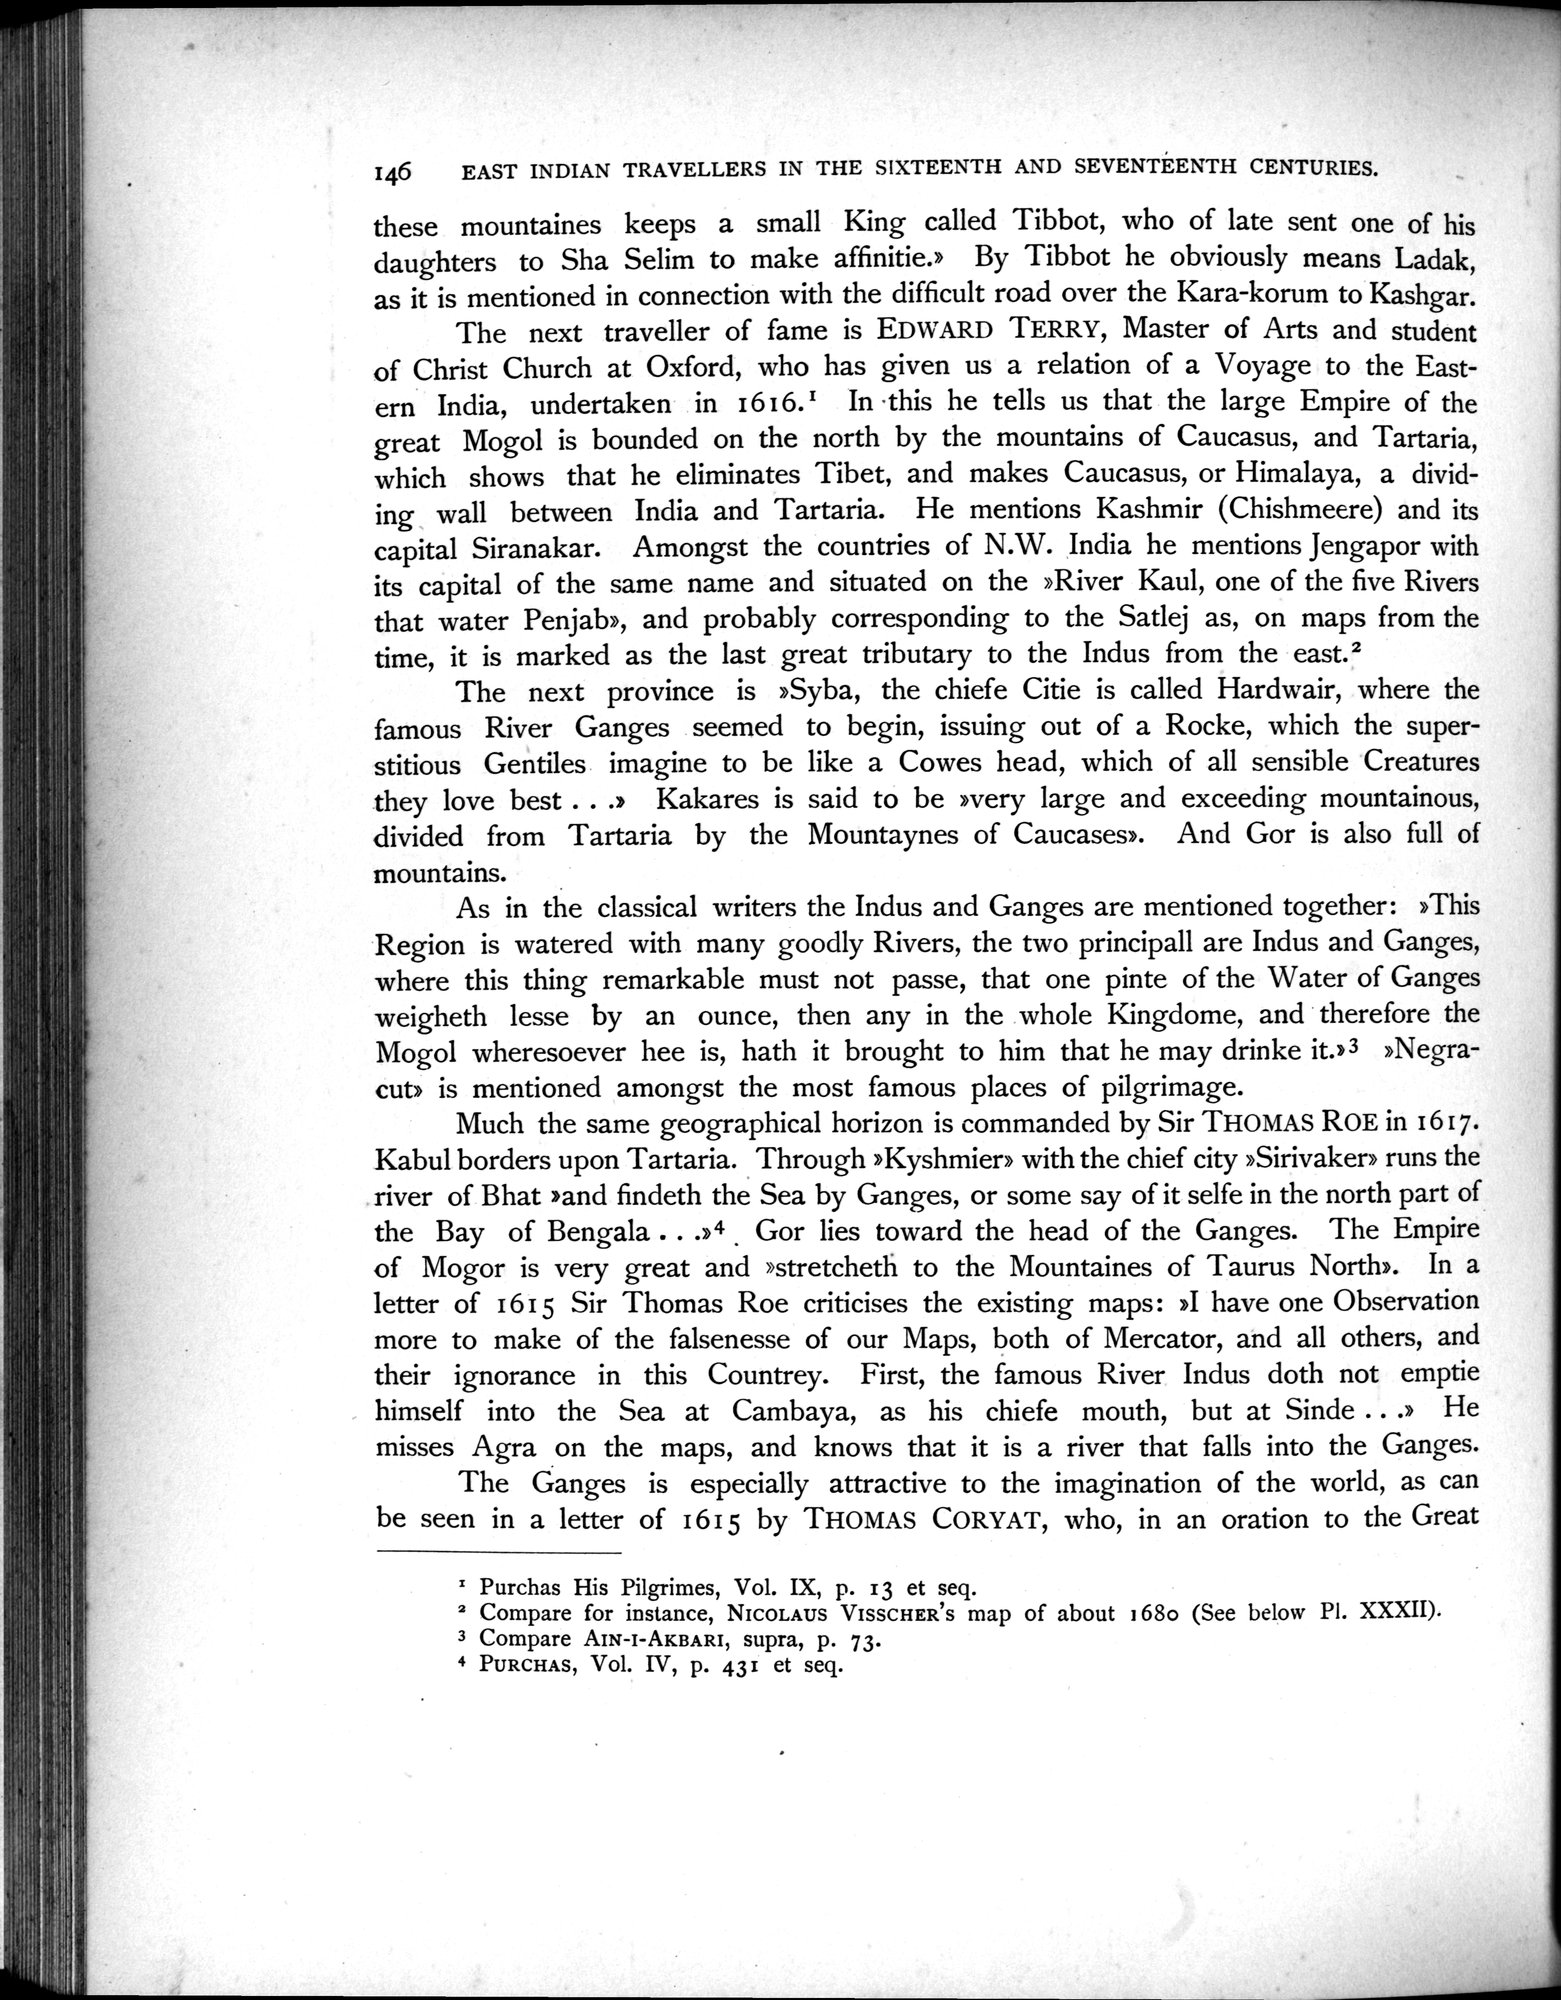 146 EAST INDIAN TRAVELLERS IN THE SIXTEENTH AND SEVENTEENTH CENTURIES.
these mountaines keeps a small King called Tibbot, who of late sent one of his
daughters to Sha Selim to make affinitie.» By Tibbot he obviously means Ladak,
as it is mentioned in connection with the difficult road over the Kara-korum to Kashgar.
The next traveller of fame is EDWARD TERRY, Master of Arts and student
of Christ Church at Oxford, who has given us a relation of a Voyage to the East-
ern India, undertaken in 1616.¹ In this he tells us that the large Empire of the
great Mogol is bounded on the north by the mountains of Caucasus, and Tartaria,
which shows that he eliminates Tibet, and makes Caucasus, or Himalaya, a divid-
ing wall between India and Tartaria. He mentions Kashmir (Chishmeere) and its
capital Siranakar. Amongst the countries of N.W. India he mentions Jengapor with
its capital of the same name and situated on the »River Kaul, one of the five Rivers
that water Penjab», and probably corresponding to the Satlej as, on maps from the
time, it is marked as the last great tributary to the Indus from the east.²
The next province is »Syba, the chiefe Citie is called Hardwair, where the
famous River Ganges seemed to begin, issuing out of a Rocke, which the super-
stitious Gentiles imagine to be like a Cowes head, which of all sensible Creatures
they love best . . .» Kakares is said to be »very large and exceeding mountainous,
divided from Tartaria by the Mountaynes of Caucases». And Gor is also full of
mountains.
As in the classical writers the Indus and Ganges are mentioned together: »This
Region is watered with many goodly Rivers, the two principall are Indus and Ganges,
where this thing remarkable must not passe, that one pinte of the Water of Ganges
weigheth lesse by an ounce, then any in the whole Kingdome, and therefore the
Mogol wheresoever hee is, hath it brought to him that he may drinke it.»³ »Negra-
cut» is mentioned amongst the most famous places of pilgrimage.
Much the same geographical horizon is commanded by Sir THOMAS ROE in 1617.
Kabul borders upon Tartaria. Through »Kyshmier» with the chief city »Sirivaker» runs the
river of Bhat »and findeth the Sea by Ganges, or some say of it selfe in the north part of
the Bay of Bengala . . .»⁴ Gor lies toward the head of the Ganges. The Empire
of Mogor is very great and »stretcheth to the Mountaines of Taurus North». In a
letter of 1615 Sir Thomas Roe criticises the existing maps: »I have one Observation
more to make of the falsenesse of our Maps, both of Mercator, and all others, and
their ignorance in this Countrey. First, the famous River Indus doth not emptie
himself into the Sea at Cambaya, as his chiefe mouth, but at Sinde . . .» He
misses Agra on the maps, and knows that it is a river that falls into the Ganges.
The Ganges is especially attractive to the imagination of the world, as can
be seen in a letter of 1615 by THOMAS CORYAT, who, in an oration to the Great
¹ Purchas His Pilgrimes, Vol. IX, p. 13 et seq.
² Compare for instance, NICOLAUS VISSCHER'S map of about 1680 (See below Pl. XXXII).
³ Compare AIN-I-AKBARI, supra, p. 73.
⁴ PURCHAS, Vol. IV, p. 431 et seq.